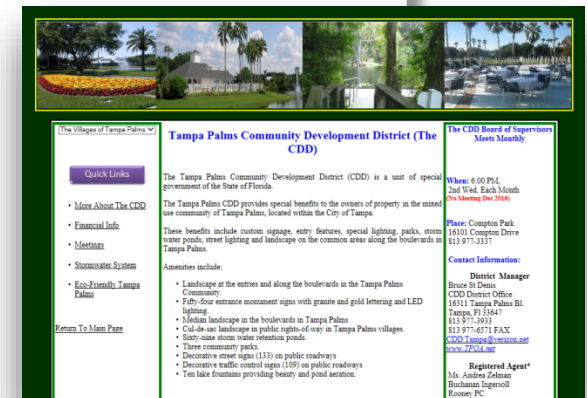 The Villages of Tampa Palms
Quick Links
• More About The CDD
• Financial Info
• Meetings
• Stormwater System
• Eco-Friendly Tampa
Palms
Return To Main Page
Tampa Palms Community Development District (The
CDD)
The Tampa Palms Community Development District (CDD) is a unit of special
government of the State of Florida.
The Tampa Palms CDD provides special benefits to the owners of property in the mixed
use community of Tampa Palms, located within the City of Tampa.
These benefits include custom signage, entry features, special lighting, parks, storm
water ponds, street lighting and landscape on the common areas along the boulevards in
Tampa Palms.
Amenities include:
• Landscape at the entries and along the boulevards in the Tampa Palms
Community.
• Fifty-four entrance monument signs with granite and gold lettering and LED
lighting.
• Median landscape in the boulevards in Tampa Palms
• Cul-de-sac landscape in public rights-of-way in Tampa Palms villages.
• Sixty-nine storm water retention ponds.
• Three community parks.
• Decorative street signs (133) on public roadways
• Decorative traffic control signs (109) on public roadways
• Ten lake fountains providing beauty and pond aeration.
The CDD Board of Supervisors
Meets Monthly
When: 6:00 PM,
2nd Wed. Each Month
(No Meeting Dec 2016)
Place: Compton Park
16101 Compton Drive
813 977-3337
Contact Information:
District Manager
Bruce St Denis
CDD District Office
16311 Tampa Palms Bl.
Tampa, Fl 33647
813 977-3933
813 977-6571 FAX
CDD.Tampa@verizon.net
www.TPOA.net
Registered Agent*
Ms. Andrea Zelman
Buchanan Ingersoll
Rooney PC